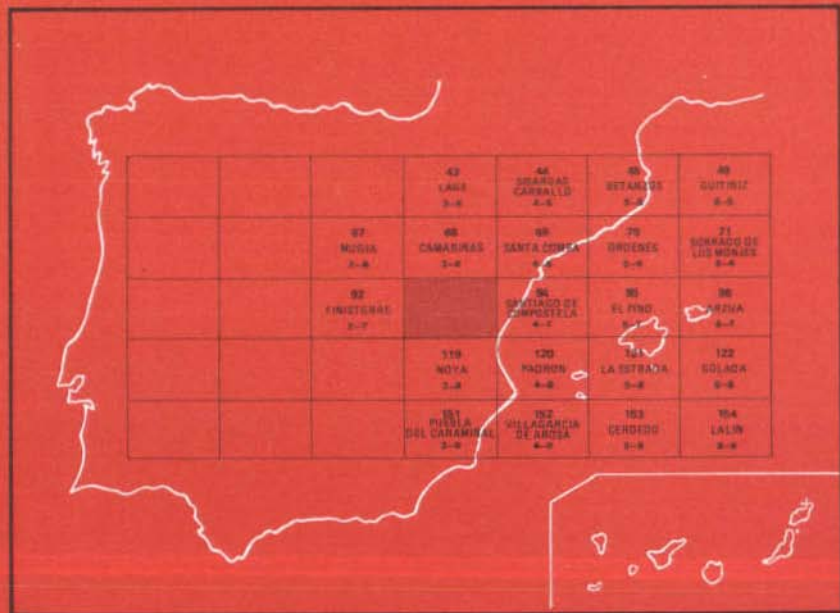 43
LAGE
3-5
44
SISARGAS
CARBALLO
4-5
45
BETANZOS
5-5
46
GUITIRIZ
6-5
67
MUGIA
2-6
68
CAMARIÑAS
3-6
69
SANTA COMBA
4-6
70
ORDENES
5-6
71
SOBRADO DE
LOS MONJES
6-6
92
FINISTERRE
2-7
94
SANTIAGO DE
COMPOSTELA
4-7
95
EL PINO
96
ARZUA
6-7
119
NOYA
3-8
120
PADRON
4-8
121
LA ESTRADA
5-8
122
GOLADA
6-8
151
PUEBLA
DEL CARAMIÑAL
3-9
152
VILLAGARCIA
DE AROSA
4-9
153
CERDEDO
5-9
154
LALIN
6-9